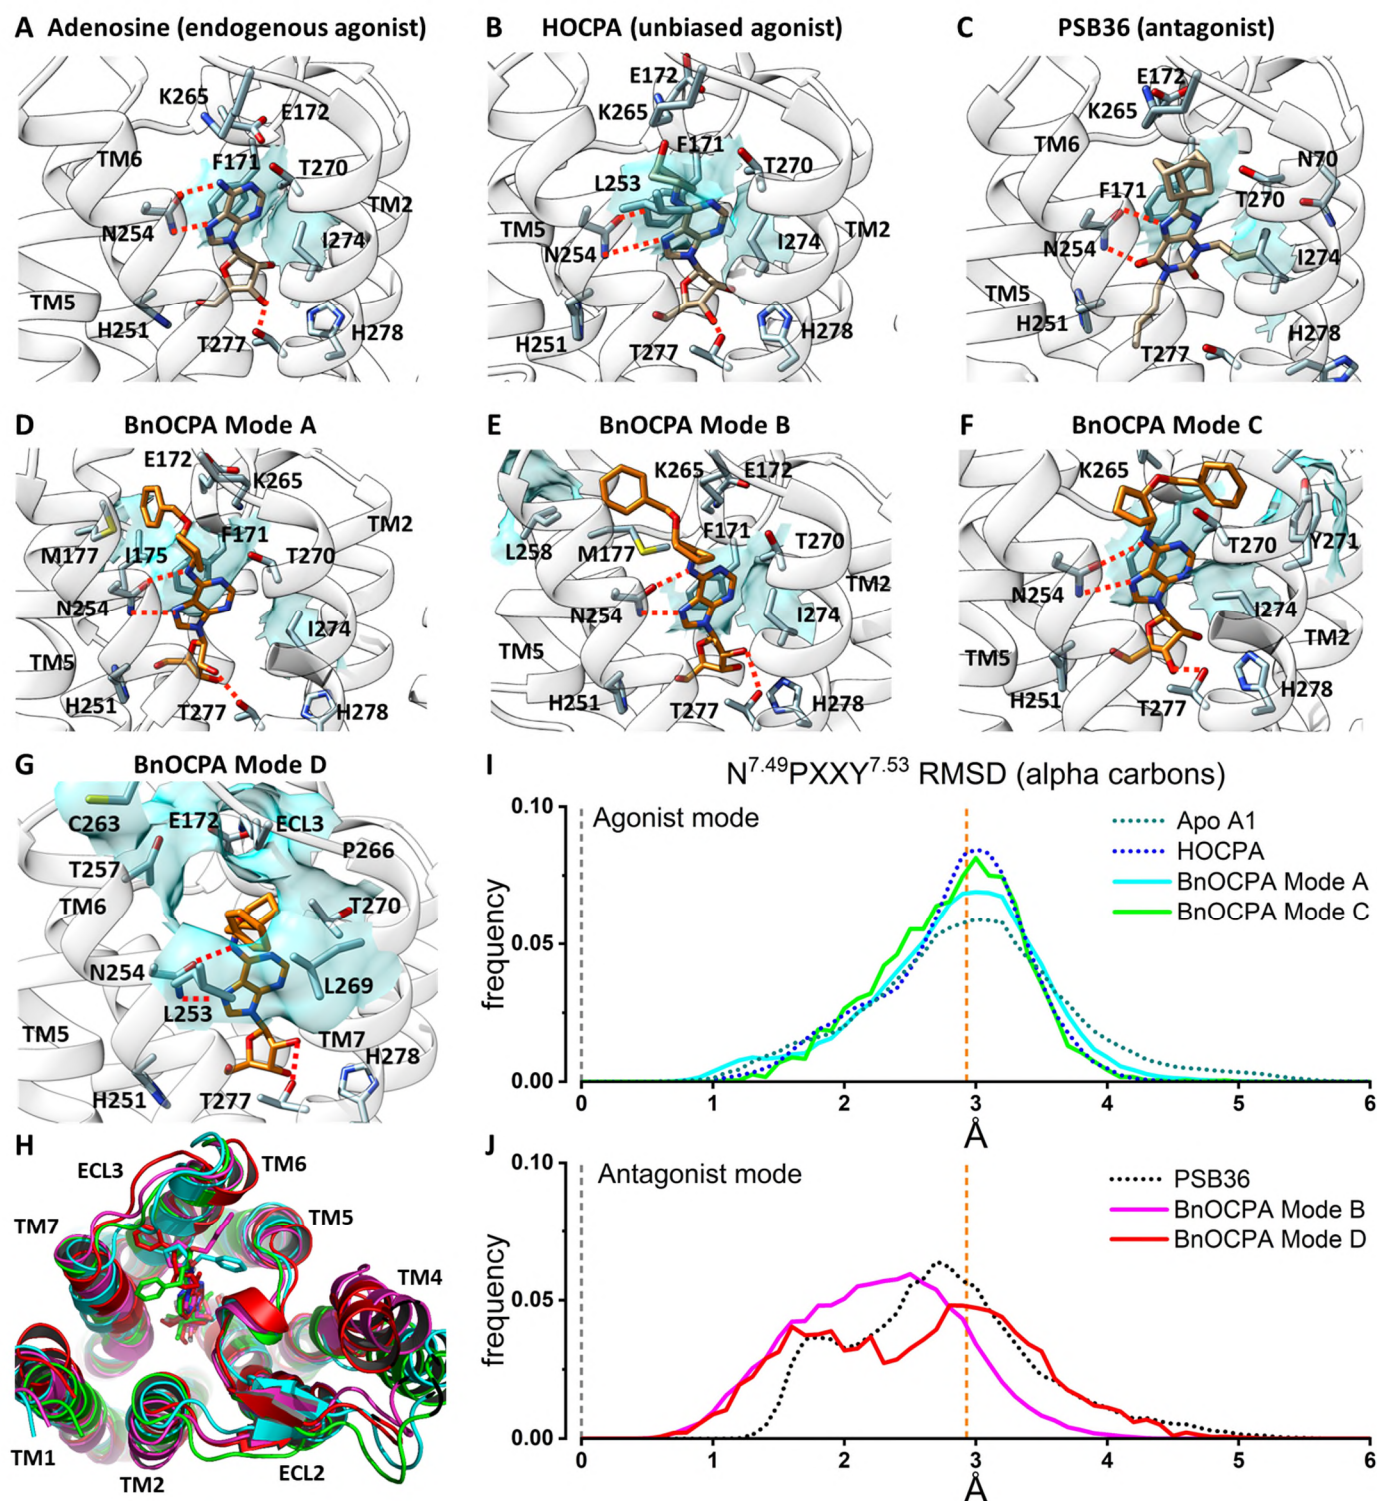 A Adenosine (endogenous agonist)
K265
E172
TM6
F171
T270
TM2
N254
I274
TM5
H251
T277
H278
B HOCPA (unbiased agonist)
E172
K265
F171
T270
L253
TM5
TM2
N254
I274
H251
T277
H278
C PSB36 (antagonist)
E172
K265
TM6
N70
F171
T270
N254
I274
TM5
H251
T277
H278
D BnOCPA Mode A
E172
K265
TM2
F171
M177
I175
T270
N254
I274
TM5
H251
T277
H278
E BnOCPA Mode B
K265
E172
F171
L258
M177
T270
TM2
N254
I274
TM5
H251
T277
H278
F BnOCPA Mode C
K265
T270
Y271
N254
I274
TM2
TM5
H251
T277
H278
G BnOCPA Mode D
C263
E172
ECL3
P266
T257
TM6
T270
N254
L269
L253
TM5
TM7
H278
H251
T277
H
ECL3
TM6
TM7
TM5
TM4
TM1
TM2
ECL2
I N7.49PXXY7.53 RMSD (alpha carbons)
Agonist mode
Apo A1
HOCPA
BnOCPA Mode A
BnOCPA Mode C
frequency
0.10
0.05
0.00
0 1 2 3 4 5 6
Å
J
Antagonist mode
PSB36
BnOCPA Mode B
BnOCPA Mode D
frequency
0.10
0.05
0.00
0 1 2 3 4 5 6
Å